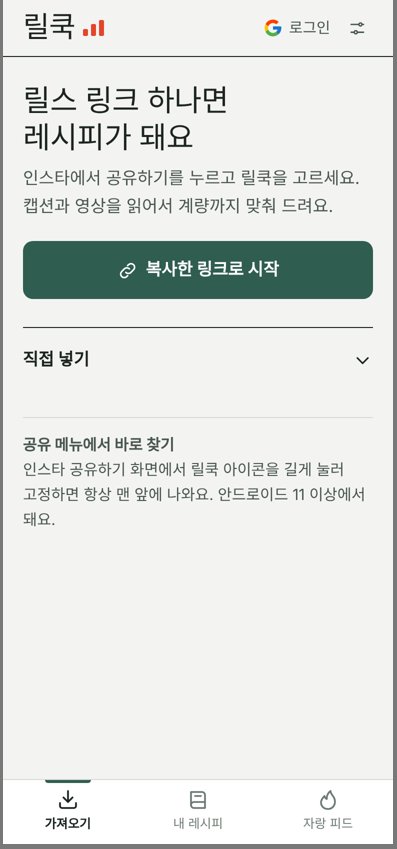 릴쿡
로그인
릴스 링크 하나면
레시피가 돼요
인스타에서 공유하기를 누르고 릴쿡을 고르세요.
캡션과 영상을 읽어서 계량까지 맞춰 드려요.
복사한 링크로 시작
직접 넣기
공유 메뉴에서 바로 찾기
인스타 공유하기 화면에서 릴쿡 아이콘을 길게 눌러
고정하면 항상 맨 앞에 나와요. 안드로이드 11 이상에서
돼요.
가져오기
내 레시피
자랑 피드